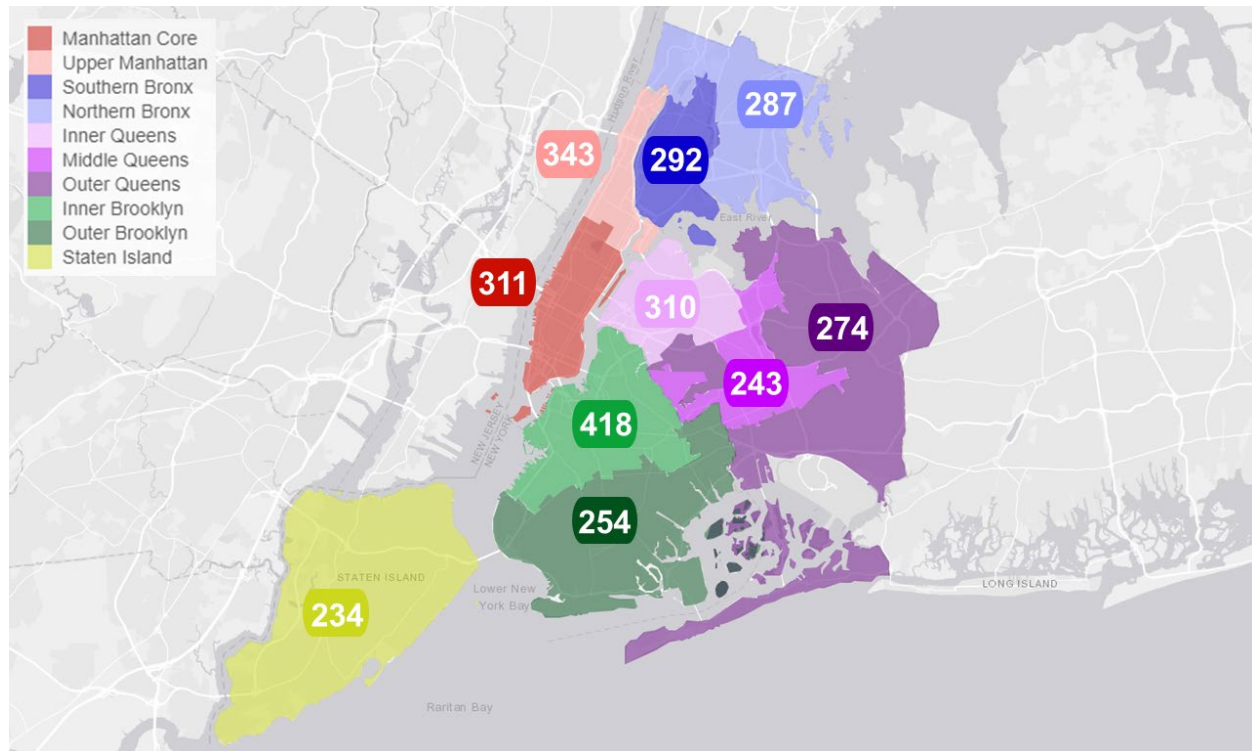 Manhattan Core
Upper Manhattan
Southern Bronx
Northern Bronx
Inner Queens
Middle Queens
Outer Queens
Inner Brooklyn
Outer Brooklyn
Staten Island
Hudson River
287
343
292
East River
311
310
274
243
NEW JERSEY
NEW YORK
418
254
STATEN ISLAND
LONG ISLAND
Lower New
York Bay
234
Raritan Bay